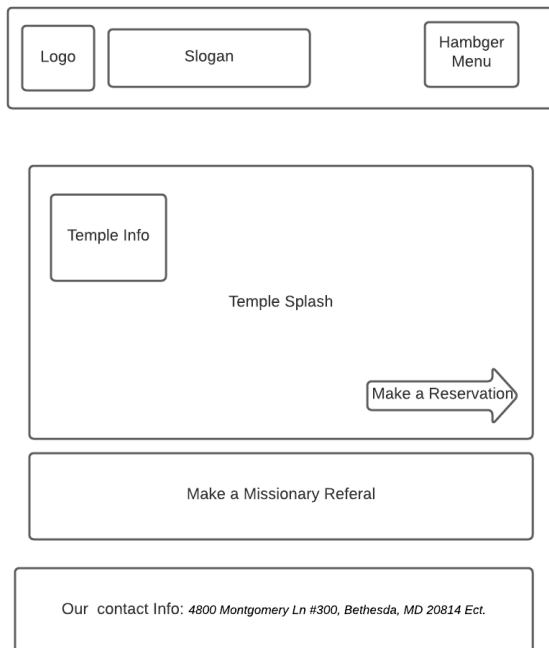 Logo
Slogan
Hambger
Menu
Temple Info
Temple Splash
Make a Reservation
Make a Missionary Referal
Our contact Info: 4800 Montgomery Ln #300, Bethesda, MD 20814 Ect.